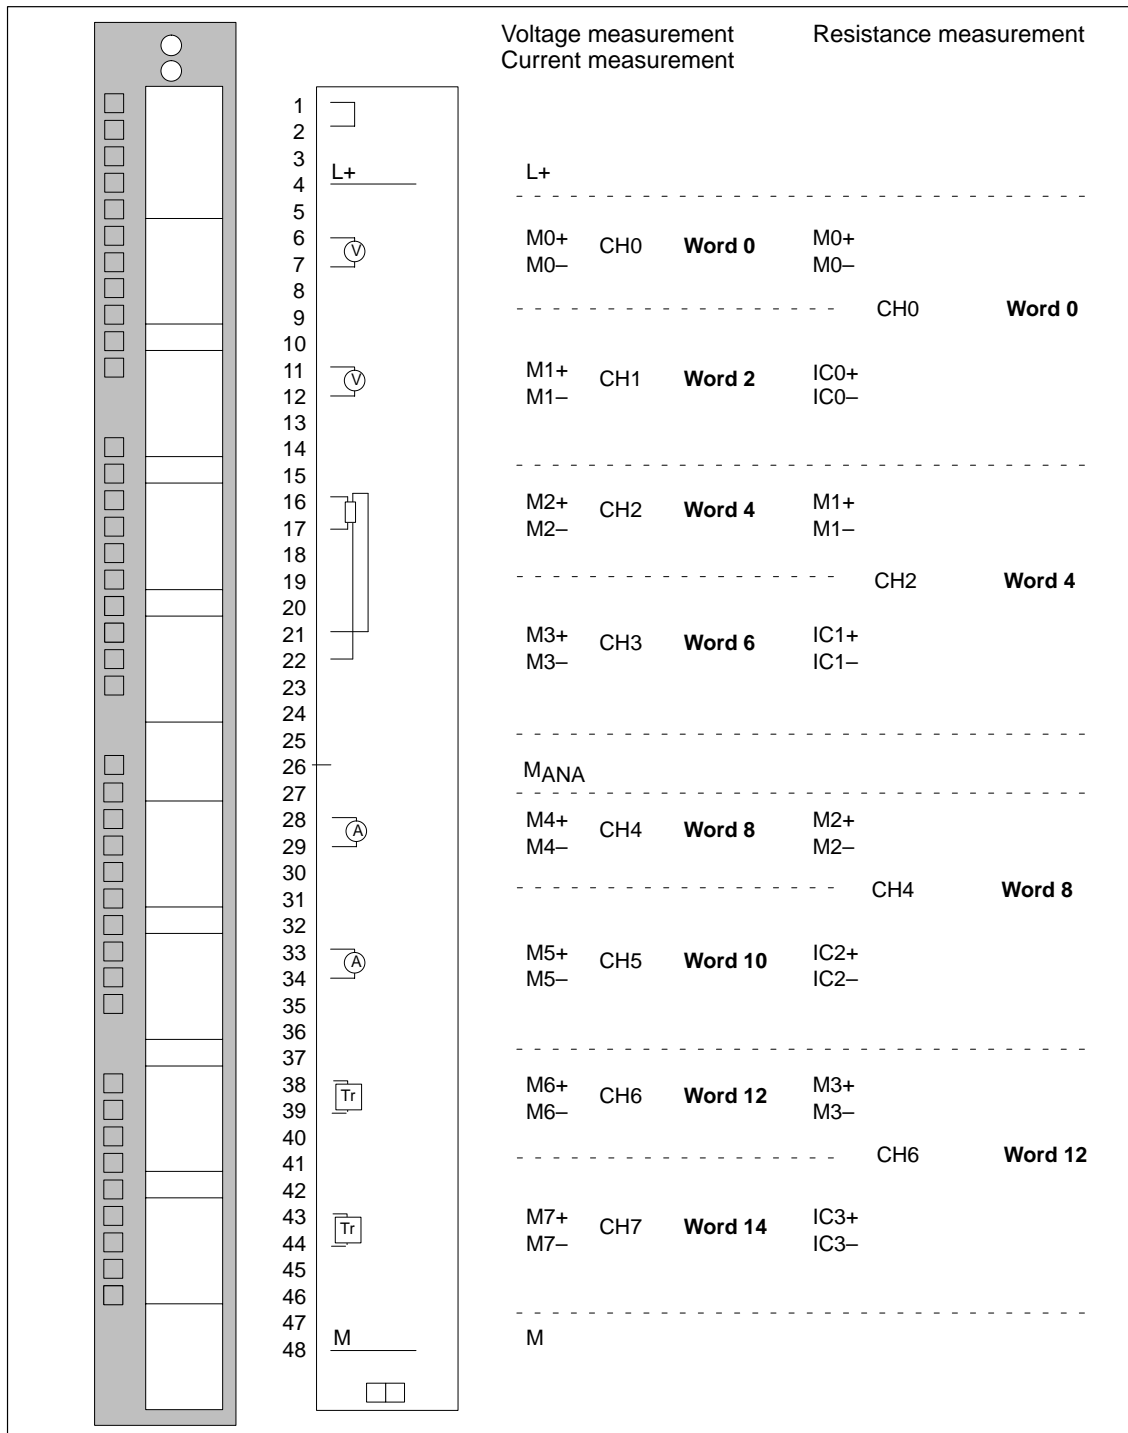 Voltage measurement Resistance measurement
Current measurement
1
2
3
L+
4 L+
5
6 V M0+ CH0 Word 0 M0+
7 M0– M0–
8
9 CH0 Word 0
10
11 V M1+ CH1 Word 2 IC0+
12 M1– IC0–
13
14
15
16 M2+ CH2 Word 4 M1+
17 M2– M1–
18
19 CH2 Word 4
20
21 M3+ CH3 Word 6 IC1+
22 M3– IC1–
23
24
25
26 MANA
27
28 A M4+ CH4 Word 8 M2+
29 M4– M2–
30
31 CH4 Word 8
32
33 A M5+ CH5 Word 10 IC2+
34 M5– IC2–
35
36
37
38 Tr M6+ CH6 Word 12 M3+
39 M6– M3–
40
41 CH6 Word 12
42
43 Tr M7+ CH7 Word 14 IC3+
44 M7– IC3–
45
46
47
48 M M